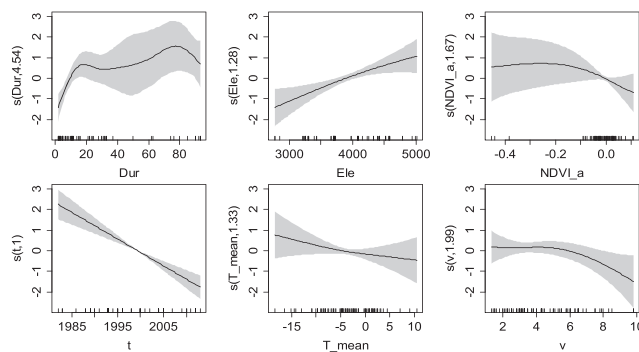 s(Dur,4.54)
3
2
1
0
-1
-2
0 20 40 60 80
Dur
s(Ele,1.28)
3
2
1
0
-1
-2
3000 4000 5000
Ele
s(NDVI_a,1.67)
3
2
1
0
-1
-2
-0.4 -0.2 0.0
NDVI_a
s(t,1)
3
2
1
0
-1
-2
1985 1995 2005
t
s(T_mean,1.33)
3
2
1
0
-1
-2
-15 -5 0 5 10
T_mean
s(v,1.99)
3
2
1
0
-1
-2
2 4 6 8 10
v